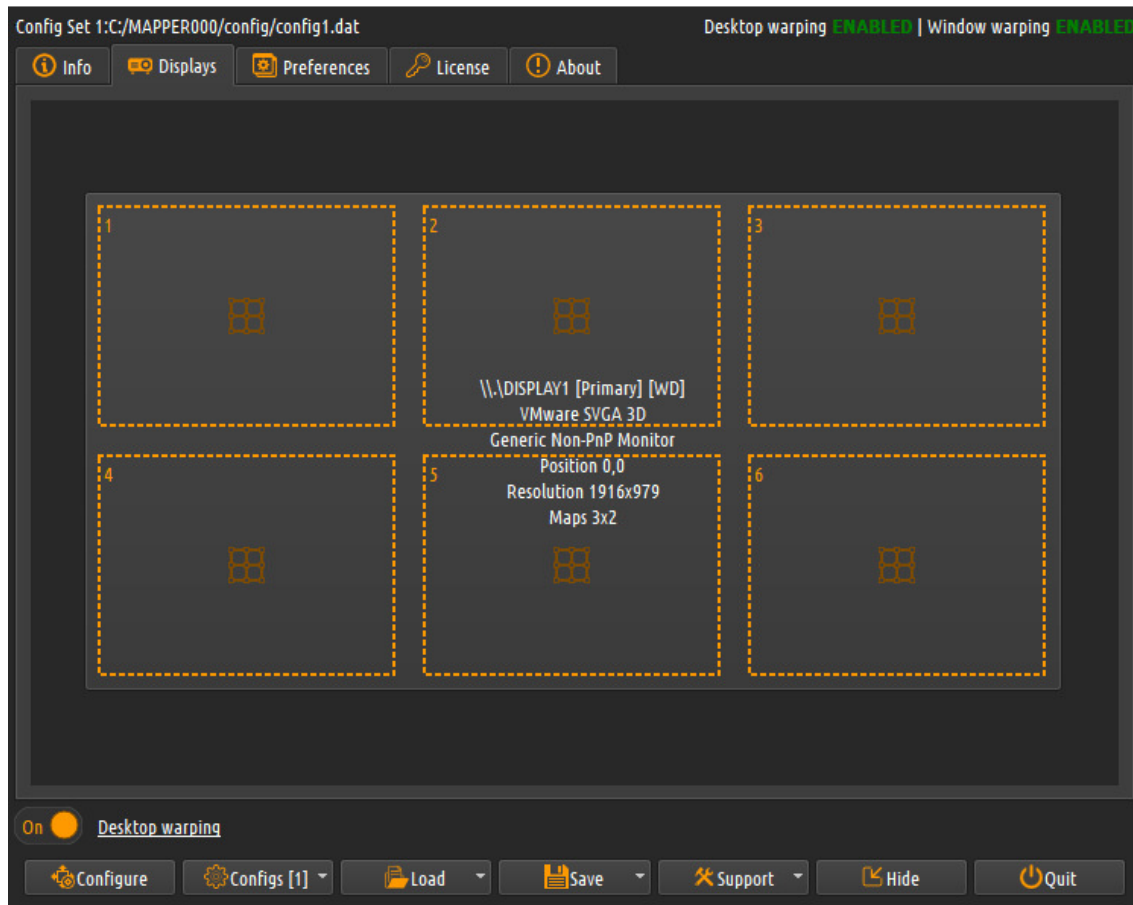 Config Set 1:C:/MAPPER000/config/config1.dat
Desktop warping ENABLED | Window warping ENABLED
Info
Displays
Preferences
License
About
1
2
3
\\.\DISPLAY1 [Primary] [WD]
VMware SVGA 3D
Generic Non-PnP Monitor
Position 0,0
Resolution 1916x979
Maps 3x2
4
5
6
On
Desktop warping
Configure
Configs [1]
Load
Save
Support
Hide
Quit